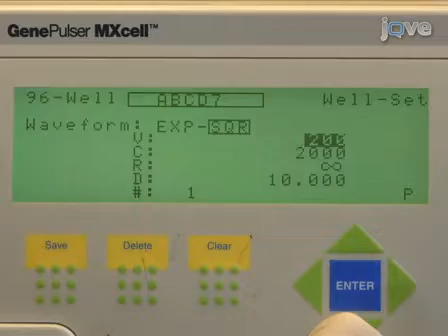 jove
GenePulser MXcell™
96-Well ABCD7 Well-Set
Waveform: EXP-SQR
V: 200
C: 2000
R: ∞
D: 10.000
#: 1 P
Save Delete Clear
ENTER